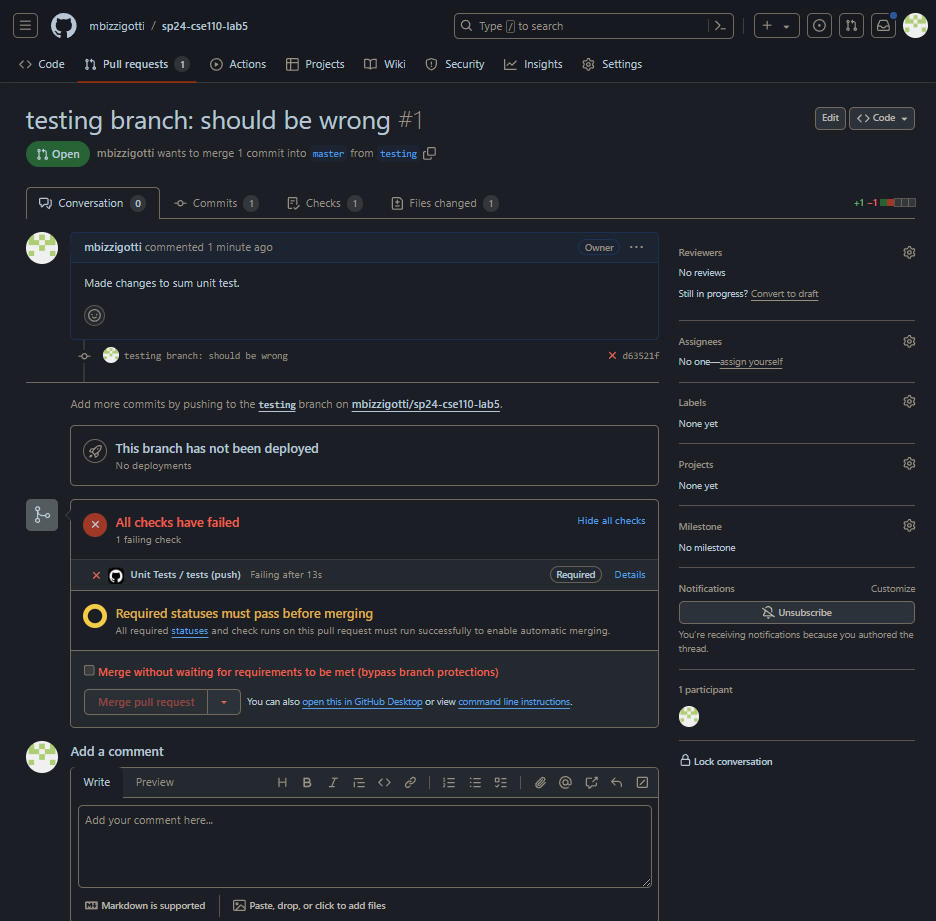 mbizzigotti / sp24-cse110-lab5
Type / to search
Code
Pull requests 1
Actions
Projects
Wiki
Security
Insights
Settings
testing branch: should be wrong #1
Edit
<> Code
Open
mbizzigotti wants to merge 1 commit into master from testing
Conversation 0
Commits 1
Checks 1
Files changed 1
+1 −1
mbizzigotti commented 1 minute ago
Owner
Made changes to sum unit test.
testing branch: should be wrong
d63521f
Add more commits by pushing to the testing branch on mbizzigotti/sp24-cse110-lab5.
This branch has not been deployed
No deployments
All checks have failed
1 failing check
Hide all checks
Unit Tests / tests (push) Failing after 13s
Required
Details
Required statuses must pass before merging
All required statuses and check runs on this pull request must run successfully to enable automatic merging.
Merge without waiting for requirements to be met (bypass branch protections)
Merge pull request
You can also open this in GitHub Desktop or view command line instructions.
Add a comment
Write
Preview
Add your comment here...
Markdown is supported
Paste, drop, or click to add files
Reviewers
No reviews
Still in progress? Convert to draft
Assignees
No one—assign yourself
Labels
None yet
Projects
None yet
Milestone
No milestone
Notifications
Customize
Unsubscribe
You're receiving notifications because you authored the
thread.
1 participant
Lock conversation